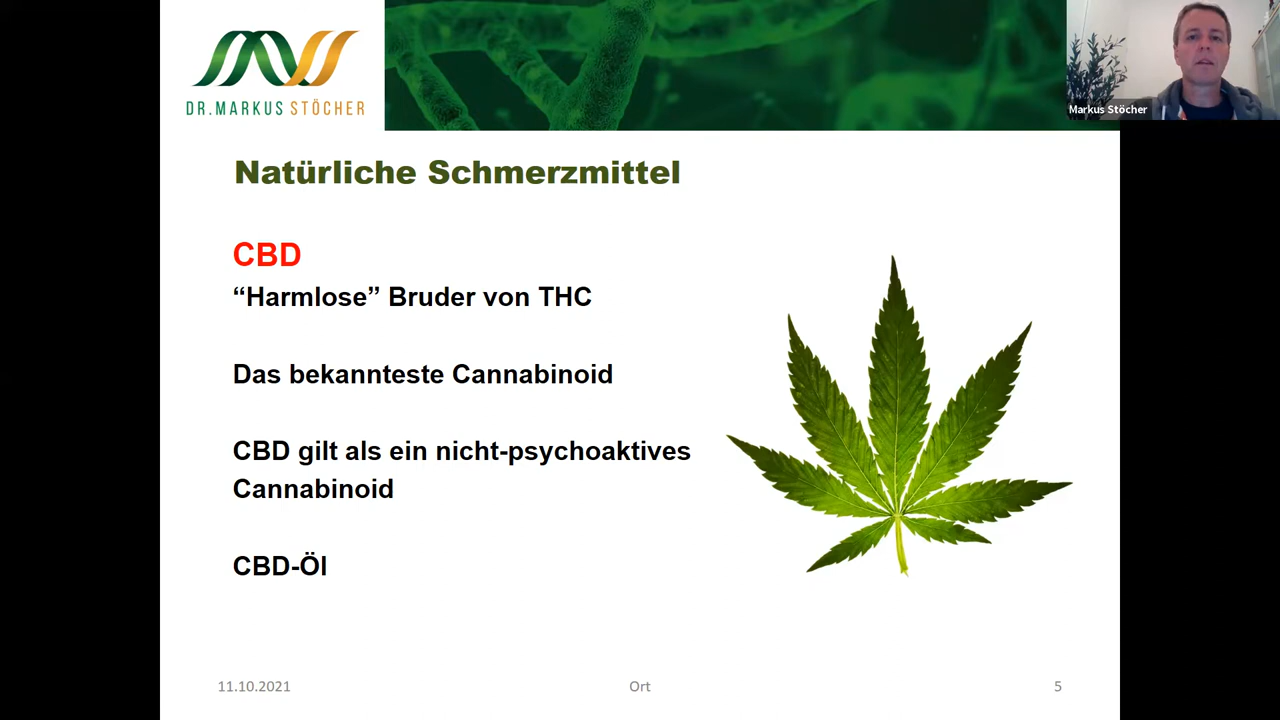 DR.MARKUS STÖCHER
Markus Stöcher
Natürliche Schmerzmittel
CBD
“Harmlose” Bruder von THC
Das bekannteste Cannabinoid
CBD gilt als ein nicht-psychoaktives
Cannabinoid
CBD-Öl
11.10.2021
Ort
5